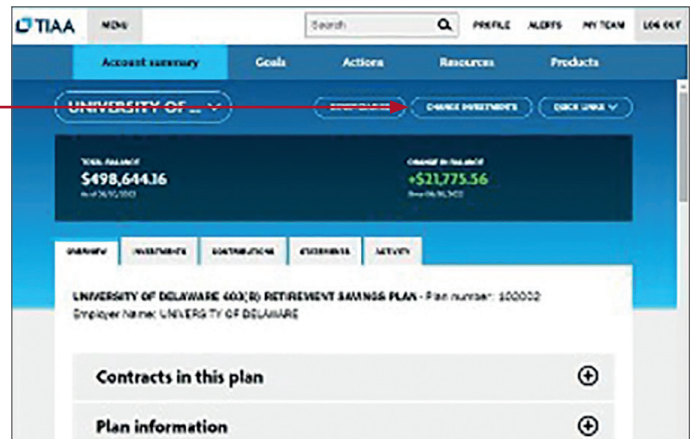 TIAA MENU Search PROFILE ALERTS MY TEAM LOG OUT
Account summary Goals Actions Resources Products
UNIVERSITY OF ... CHANGE INVESTMENTS QUICK LINKS
TOTAL BALANCE CHANGE IN BALANCE
$498,644.16 +$21,775.56
OVERVIEW INVESTMENTS CONTRIBUTIONS STATEMENTS ACTIVITY
UNIVERSITY OF DELAWARE 403(B) RETIREMENT SAVINGS PLAN - Plan number: 100002
Employer Name: UNIVERSITY OF DELAWARE
Contracts in this plan
Plan information